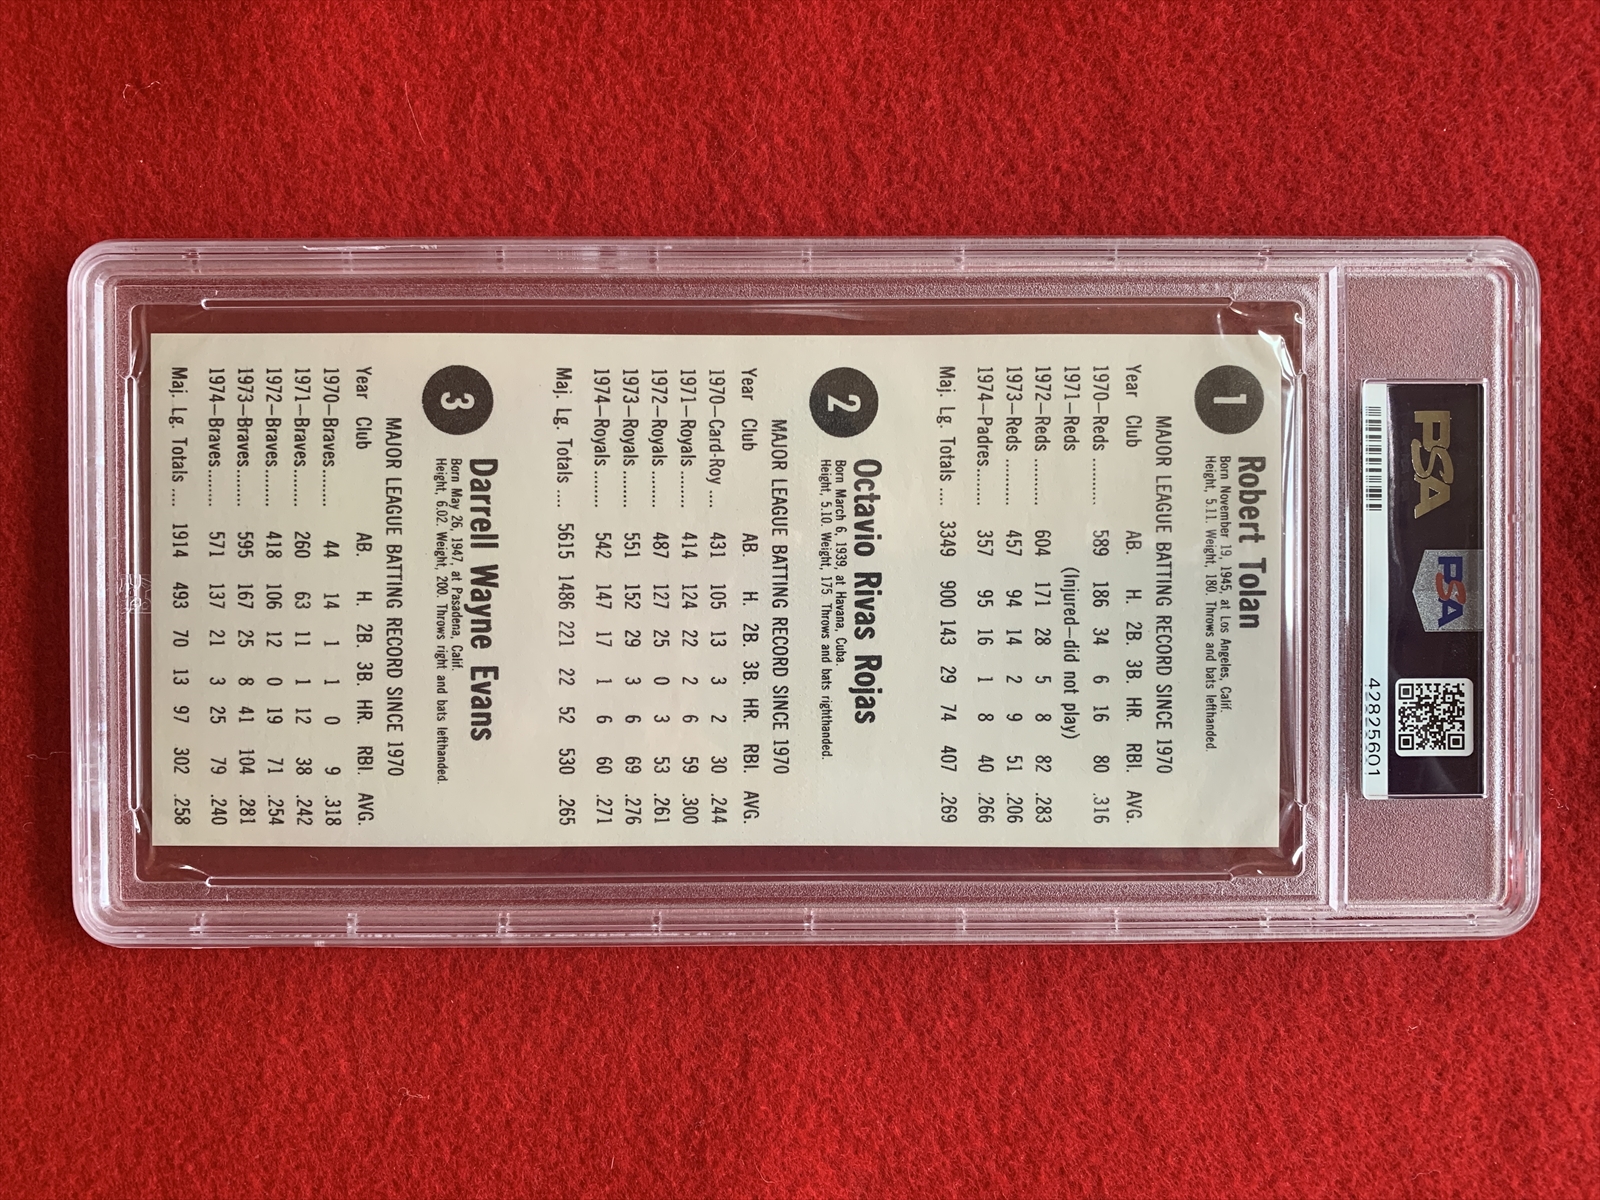 PSA
PSA
42825601
1
Robert Tolan
Born November 19, 1945, at Los Angeles, Calif.
Height, 5.11. Weight, 180. Throws and bats lefthanded.
MAJOR LEAGUE BATTING RECORD SINCE 1970
Year Club AB. H. 2B. 3B. HR. RBI. AVG.
1970—Reds ......... 589 186 34 6 16 80 .316
1971—Reds (Injured—did not play)
1972—Reds ......... 604 171 28 5 8 82 .283
1973—Reds ......... 457 94 14 2 9 51 .206
1974—Padres....... 357 95 16 1 8 40 .266
Maj. Lg. Totals .... 3349 900 143 29 74 407 .269
2
Octavio Rivas Rojas
Born March 6, 1939, at Havana, Cuba.
Height, 5.10. Weight, 175 Throws and bats righthanded.
MAJOR LEAGUE BATTING RECORD SINCE 1970
Year Club AB. H. 2B. 3B. HR. RBI. AVG.
1970—Card-Roy .... 431 105 13 3 2 30 .244
1971—Royals ....... 414 124 22 2 6 59 .300
1972—Royals ....... 487 127 25 0 3 53 .261
1973—Royals ....... 551 152 29 3 6 69 .276
1974—Royals ....... 542 147 17 1 6 60 .271
Maj. Lg. Totals .... 5615 1486 221 22 52 530 .265
3
Darrell Wayne Evans
Born May 26, 1947, at Pasadena, Calif.
Height, 6.02. Weight, 200. Throws right and bats lefthanded.
MAJOR LEAGUE BATTING RECORD SINCE 1970
Year Club AB. H. 2B. 3B. HR. RBI. AVG.
1970—Braves........ 44 14 1 1 0 9 .318
1971—Braves........ 260 63 11 1 12 38 .242
1972—Braves........ 418 106 12 0 19 71 .254
1973—Braves........ 595 167 25 8 41 104 .281
1974—Braves........ 571 137 21 3 25 79 .240
Maj. Lg. Totals .... 1914 493 70 13 97 302 .258